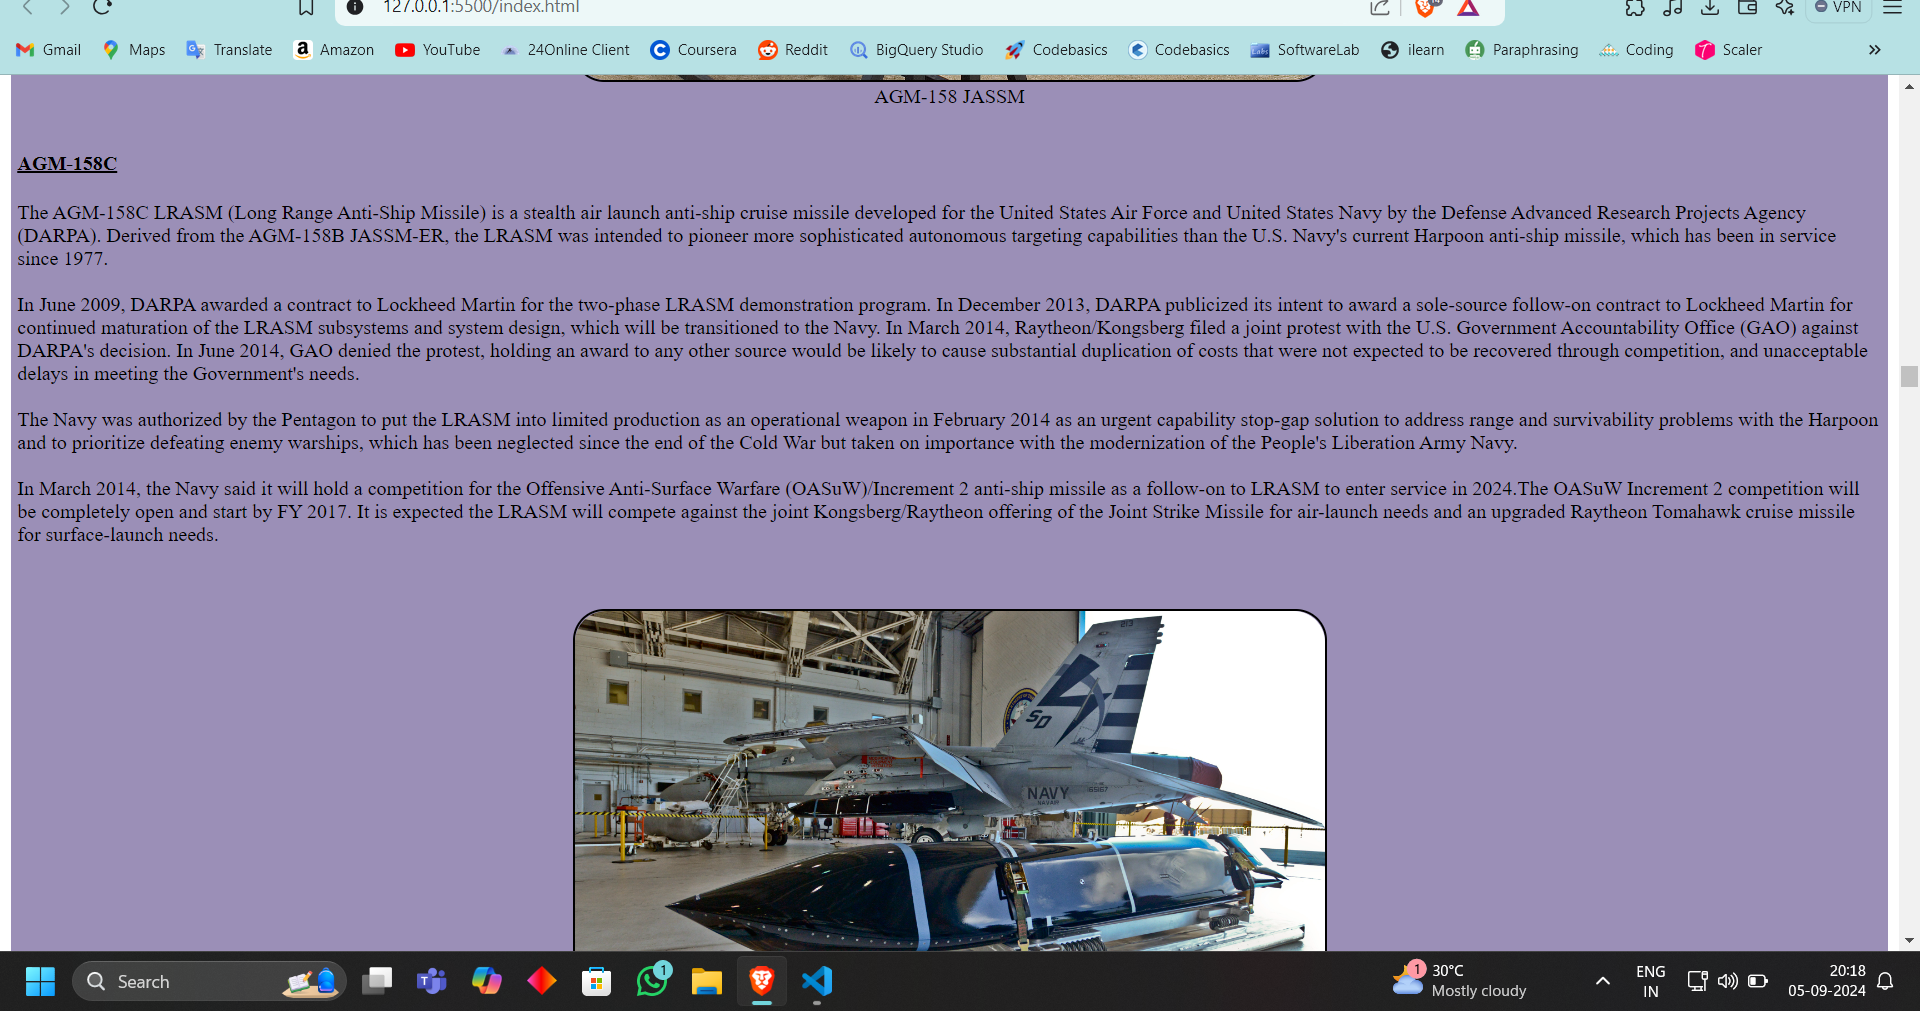 127.0.0.1:5500/index.html
VPN
Gmail Maps Translate Amazon YouTube 24Online Client Coursera Reddit BigQuery Studio Codebasics Codebasics SoftwareLab ilearn Paraphrasing Coding Scaler »
AGM-158 JASSM
AGM-158C
The AGM-158C LRASM (Long Range Anti-Ship Missile) is a stealth air launch anti-ship cruise missile developed for the United States Air Force and United States Navy by the Defense Advanced Research Projects Agency
(DARPA). Derived from the AGM-158B JASSM-ER, the LRASM was intended to pioneer more sophisticated autonomous targeting capabilities than the U.S. Navy's current Harpoon anti-ship missile, which has been in service
since 1977.
In June 2009, DARPA awarded a contract to Lockheed Martin for the two-phase LRASM demonstration program. In December 2013, DARPA publicized its intent to award a sole-source follow-on contract to Lockheed Martin for
continued maturation of the LRASM subsystems and system design, which will be transitioned to the Navy. In March 2014, Raytheon/Kongsberg filed a joint protest with the U.S. Government Accountability Office (GAO) against
DARPA's decision. In June 2014, GAO denied the protest, holding an award to any other source would be likely to cause substantial duplication of costs that were not expected to be recovered through competition, and unacceptable
delays in meeting the Government's needs.
The Navy was authorized by the Pentagon to put the LRASM into limited production as an operational weapon in February 2014 as an urgent capability stop-gap solution to address range and survivability problems with the Harpoon
and to prioritize defeating enemy warships, which has been neglected since the end of the Cold War but taken on importance with the modernization of the People's Liberation Army Navy.
In March 2014, the Navy said it will hold a competition for the Offensive Anti-Surface Warfare (OASuW)/Increment 2 anti-ship missile as a follow-on to LRASM to enter service in 2024.The OASuW Increment 2 competition will
be completely open and start by FY 2017. It is expected the LRASM will compete against the joint Kongsberg/Raytheon offering of the Joint Strike Missile for air-launch needs and an upgraded Raytheon Tomahawk cruise missile
for surface-launch needs.
213
SD
NAVY
Search
1
1
30°C
Mostly cloudy
ENG
IN
20:18
05-09-2024